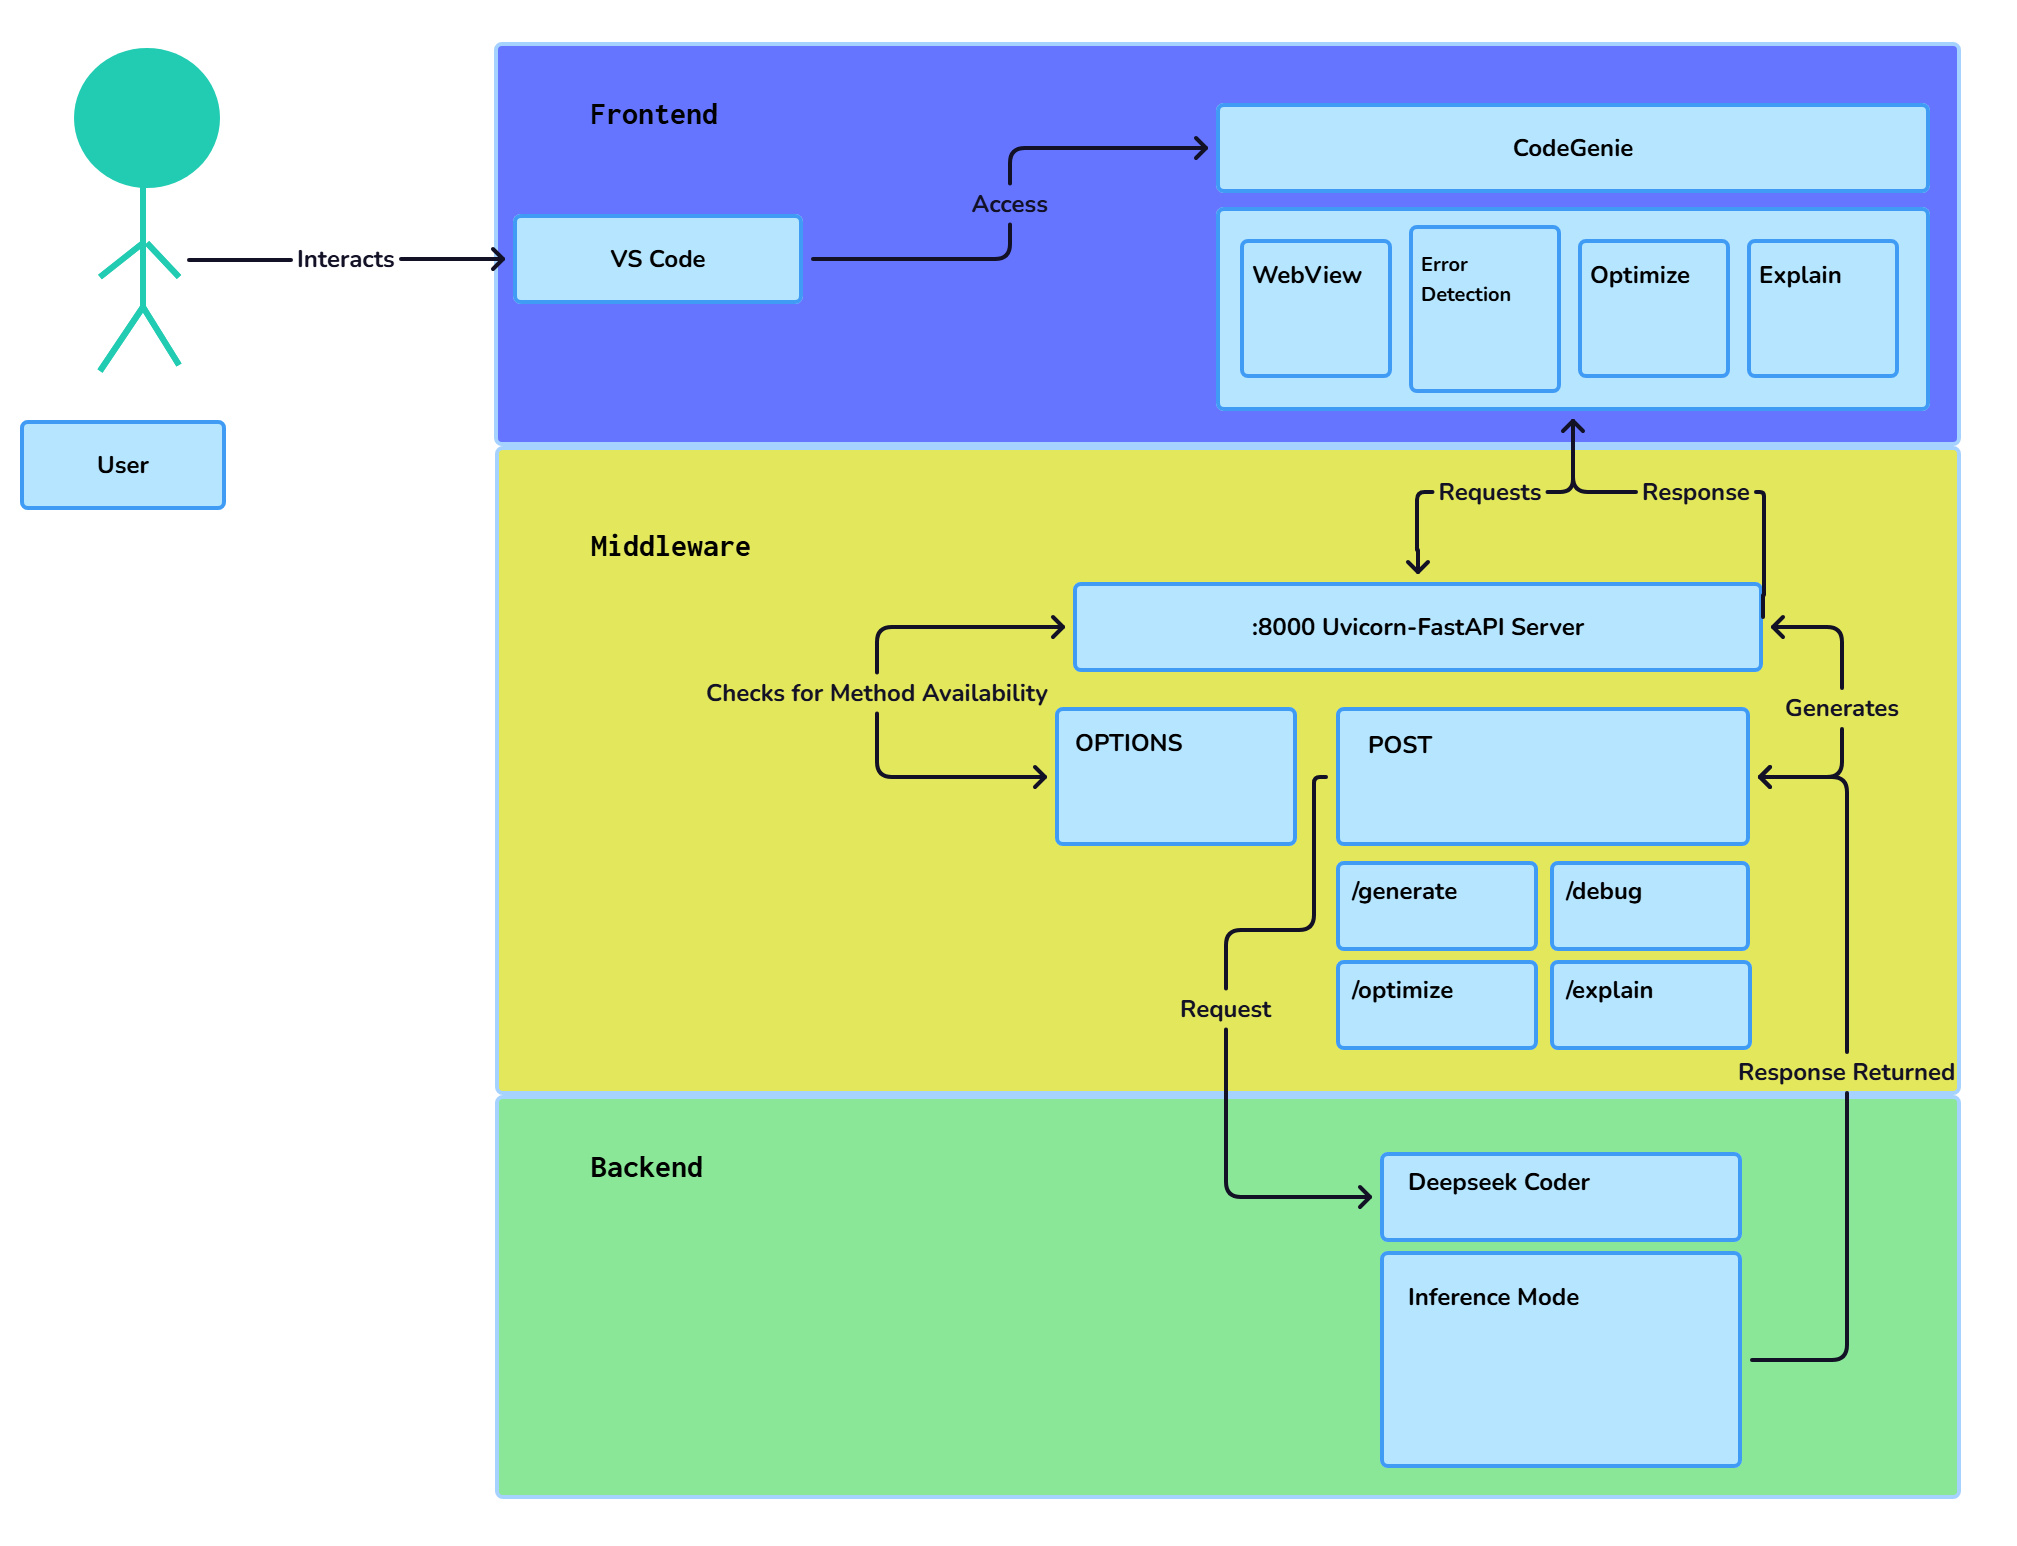 Frontend
CodeGenie
Access
Interacts
VS Code
WebView
Error
Detection
Optimize
Explain
User
Requests
Response
Middleware
:8000 Uvicorn-FastAPI Server
Checks for Method Availability
Generates
OPTIONS
POST
/generate
/debug
/optimize
/explain
Request
Response Returned
Backend
Deepseek Coder
Inference Mode